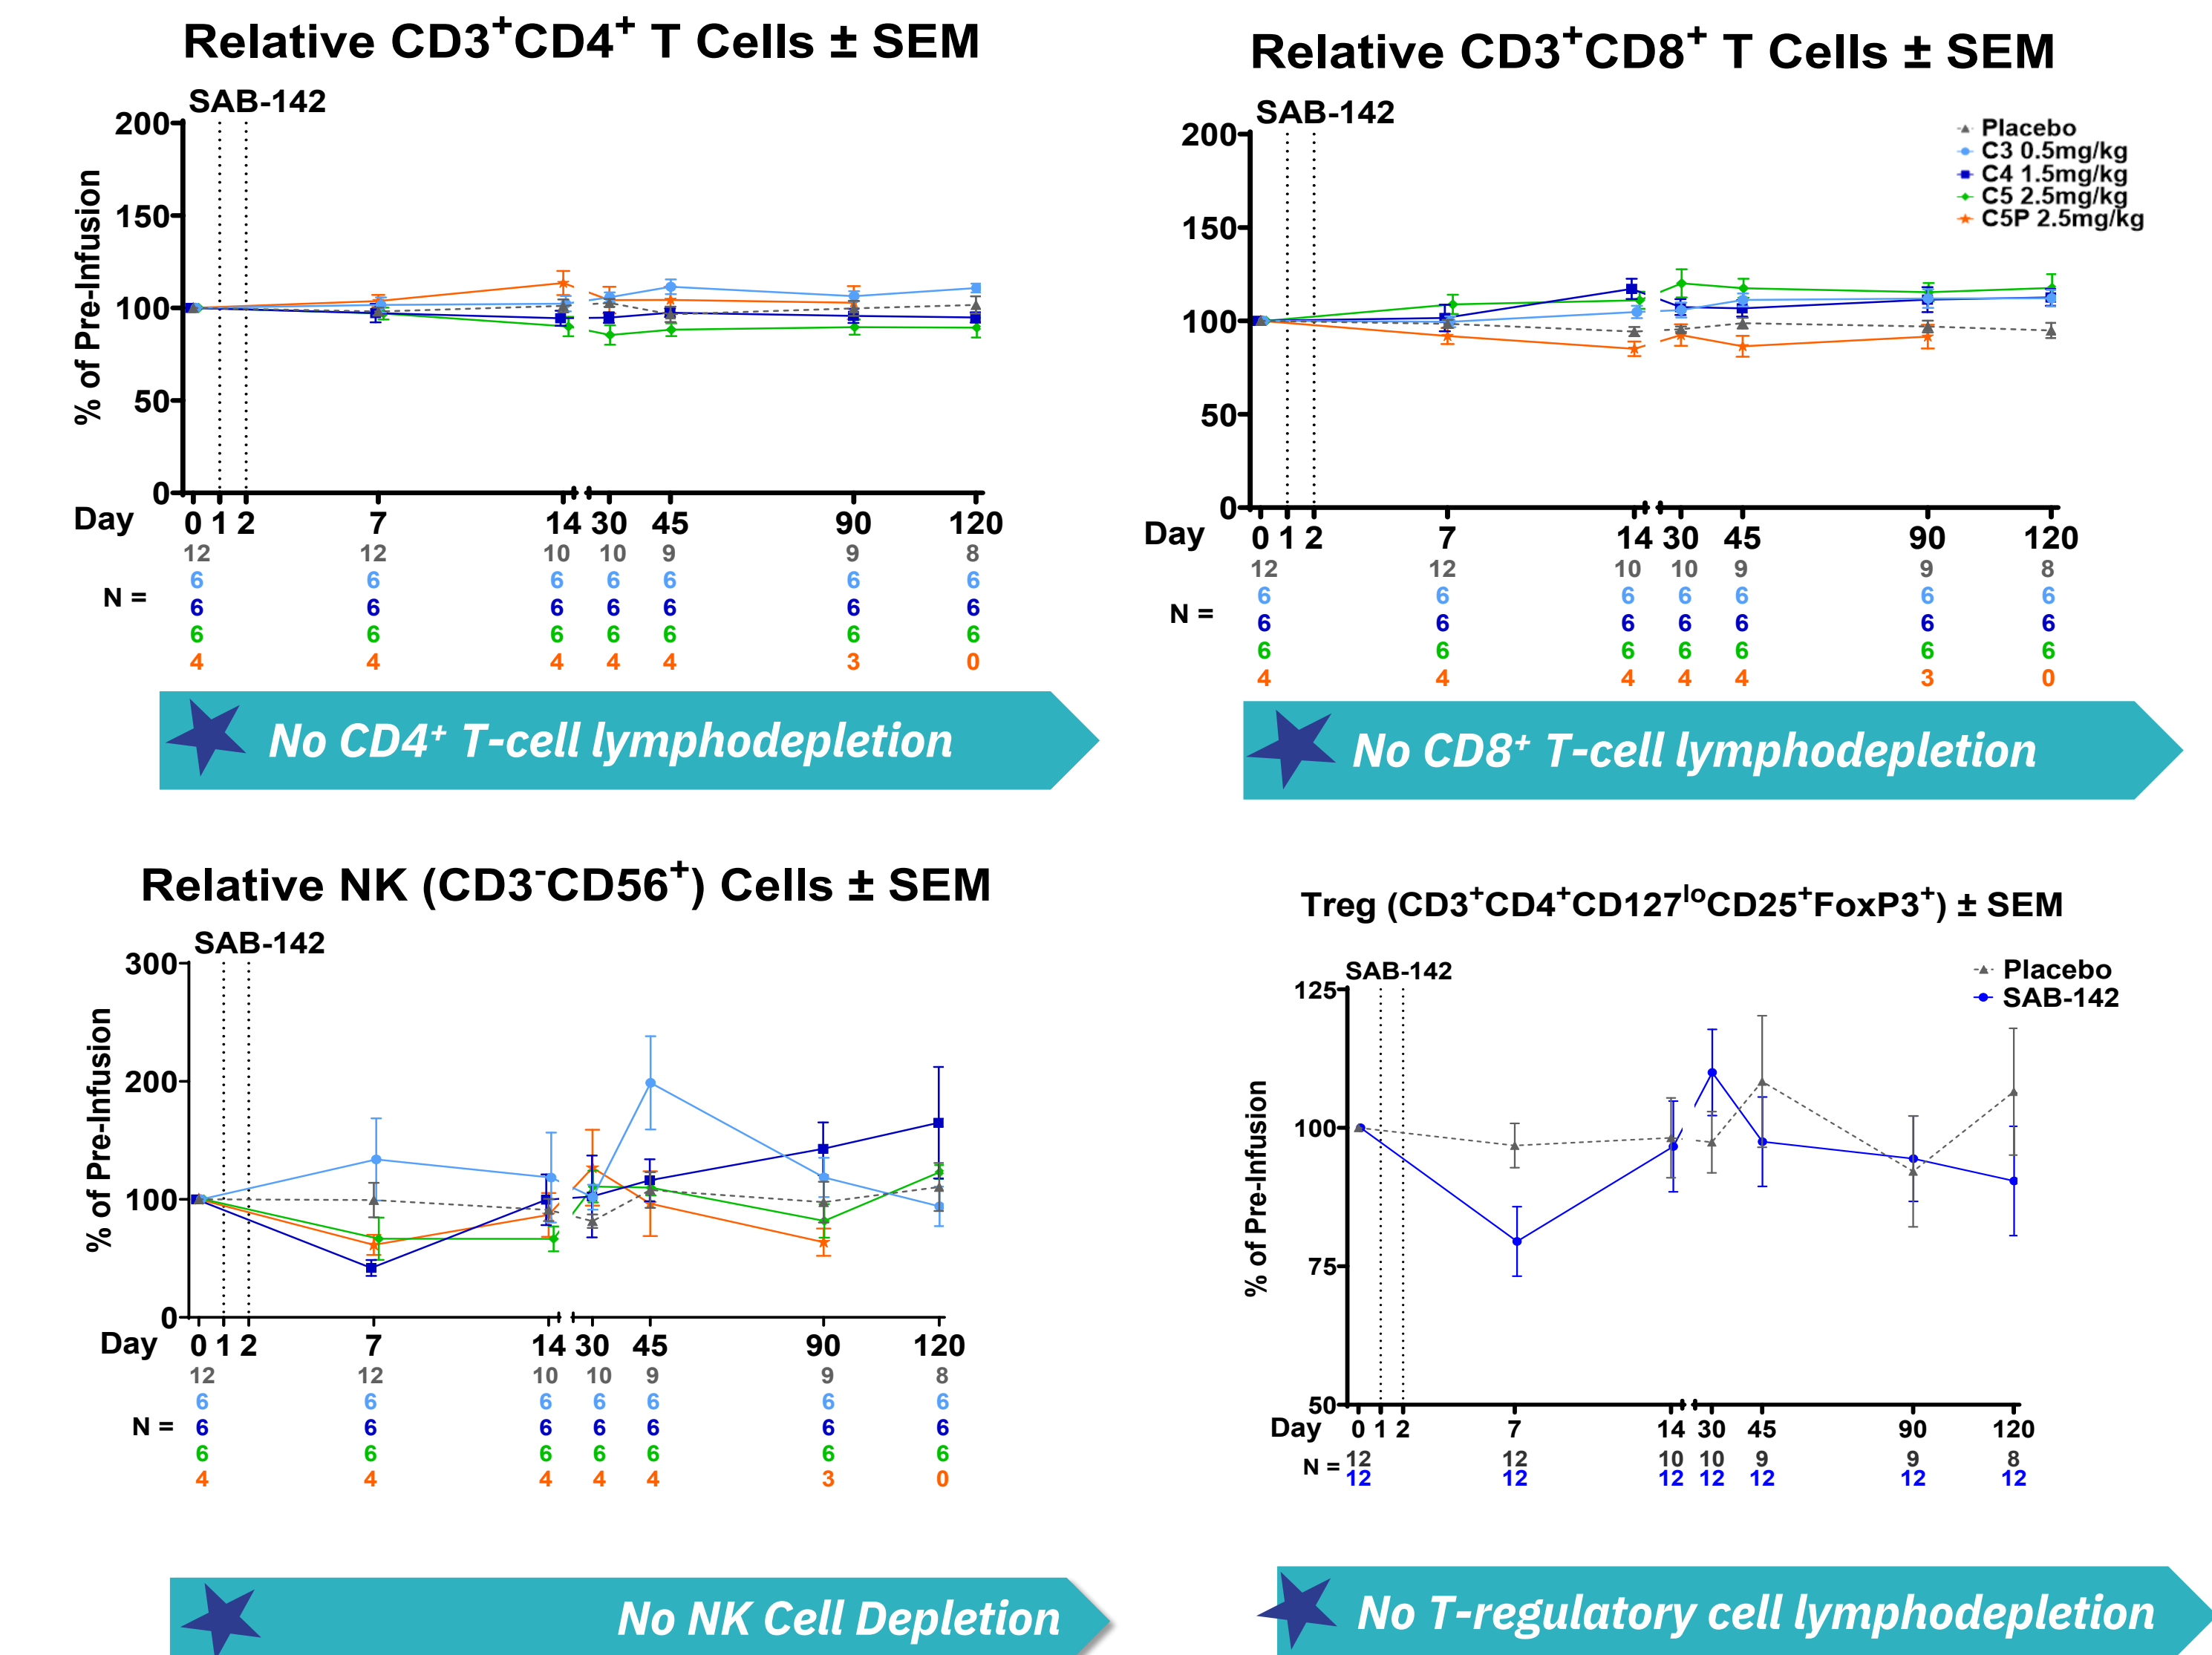 Relative CD3⁺CD4⁺ T Cells ± SEM
SAB-142
% of Pre-Infusion
200
150
100
50
0
Day 0 1 2 7 14 30 45 90 120
12 12 10 10 9 9 8
6 6 6 6 6 6 6
N =
6 6 6 6 6 6 6
6 6 6 6 6 6 6
4 4 4 4 4 3 0
No CD4⁺ T-cell lymphodepletion
Relative CD3⁺CD8⁺ T Cells ± SEM
SAB-142
Placebo
C3 0.5mg/kg
C4 1.5mg/kg
C5 2.5mg/kg
C5P 2.5mg/kg
200
150
100
50
0
Day 0 1 2 7 14 30 45 90 120
12 12 10 10 9 9 8
6 6 6 6 6 6 6
N =
6 6 6 6 6 6 6
6 6 6 6 6 6 6
4 4 4 4 4 3 0
No CD8⁺ T-cell lymphodepletion
Relative NK (CD3⁻CD56⁺) Cells ± SEM
SAB-142
% of Pre-Infusion
300
200
100
0
Day 0 1 2 7 14 30 45 90 120
12 12 10 10 9 9 8
6 6 6 6 6 6 6
N = 6 6 6 6 6 6 6
6 6 6 6 6 6 6
4 4 4 4 4 3 0
No NK Cell Depletion
Treg (CD3⁺CD4⁺CD127ˡᵒCD25⁺FoxP3⁺) ± SEM
SAB-142
Placebo
SAB-142
% of Pre-Infusion
125
100
75
50
Day 0 1 2 7 14 30 45 90 120
N = 12 12 10 10 9 9 8
12 12 12 12 12 12 12
No T-regulatory cell lymphodepletion